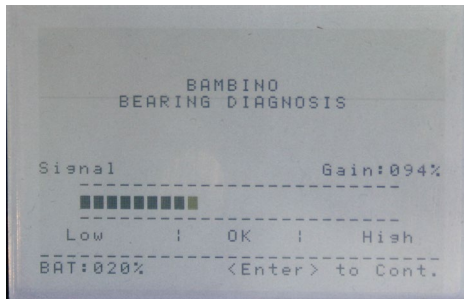 BAMBINO
BEARING DIAGNOSIS
Signal Gain:094%
Low | OK | High
BAT:020% <Enter> to Cont.